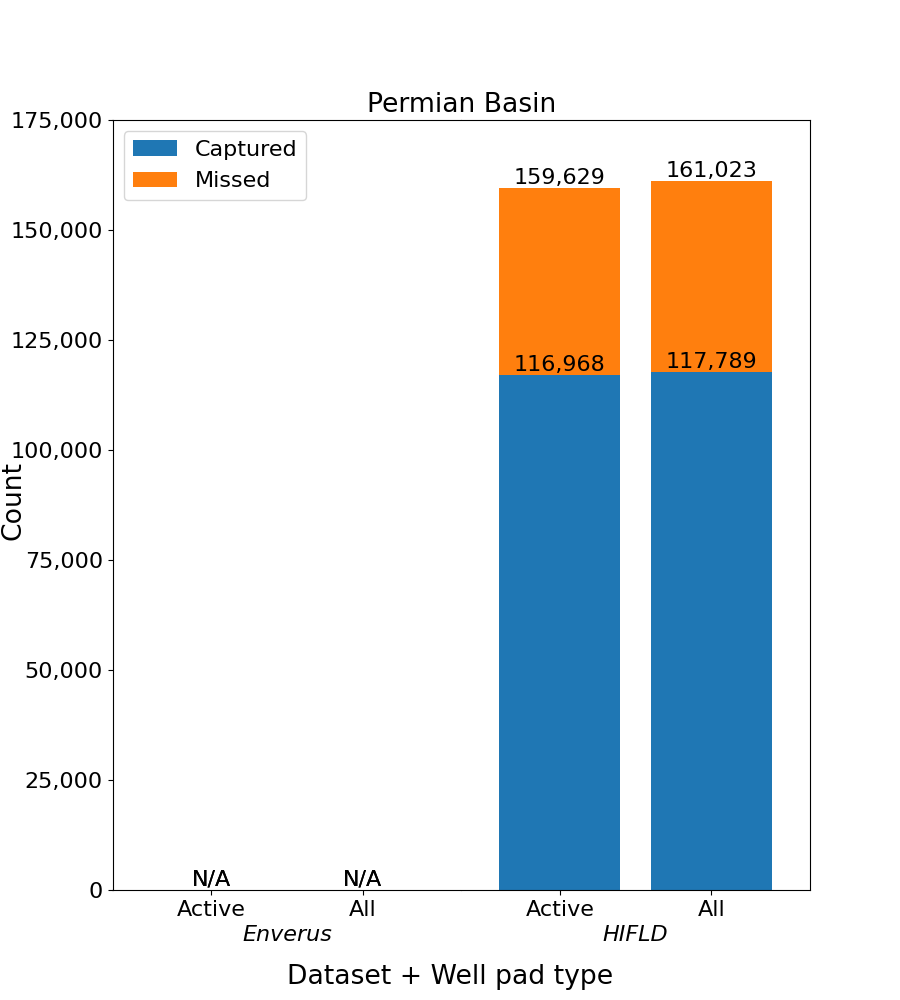 Permian Basin
175,000
150,000
125,000
100,000
75,000
50,000
25,000
0
Count
Captured
Missed
159,629
161,023
116,968
117,789
N/A
N/A
Active
All
Active
All
Enverus
HIFLD
Dataset + Well pad type